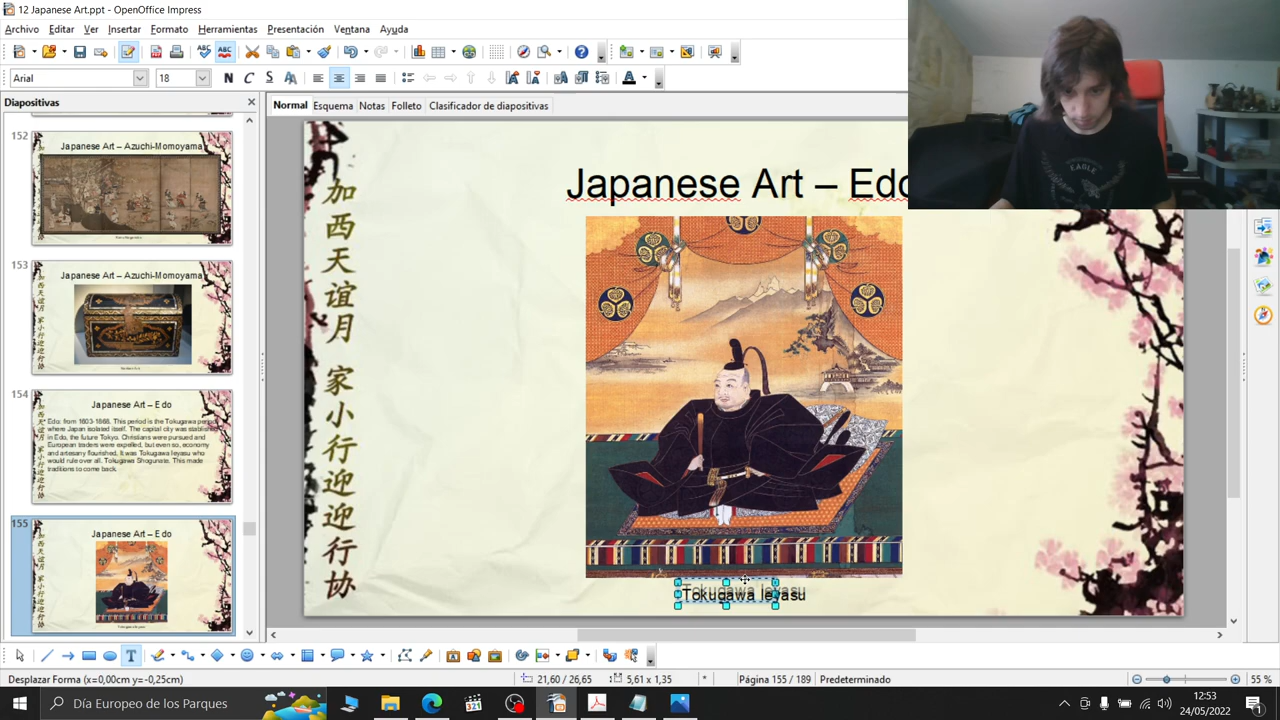 12 Japanese Art.ppt - OpenOffice Impress
Archivo Editar Ver Insertar Formato Herramientas Presentación Ventana Ayuda
Arial 18
Diapositivas
Normal Esquema Notas Folleto Clasificador de diapositivas
152
Japanese Art – Azuchi-Momoyama
153
Japanese Art – Azuchi-Momoyama
154
Japanese Art – Edo
Edo: from 1603-1868. This period is the Tokugawa period
where Japan isolated itself. The capital city was stablished
in Edo, the future Tokyo. Christians were pursued and
European traders were expelled, but even so, economy
and artesany flourished. It was Tokugawa Ieyasu who
would rule over all. Tokugawa Shogunate. This made
traditions to come back.
155
Japanese Art – Edo
Tokugawa Ieyasu
Japanese Art – Edo
加
西
天
谊
月
家
小
行
迎
迎
行
协
EAGLE
Tokugawa Ieyasu
Desplazar Forma (x=0,00cm y=-0,25cm) 21,60 / 26,65 5,61 x 1,35 * Página 155 / 189 Predeterminado 55 %
Día Europeo de los Parques
321
12:53
24/05/2022
1